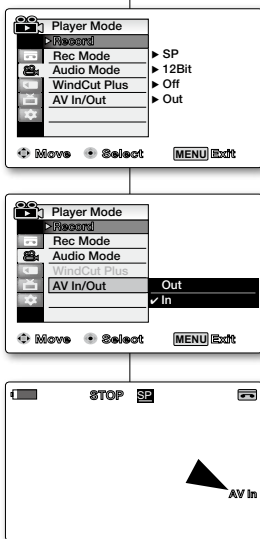 Player Mode
►Record
Rec Mode ► SP
Audio Mode ► 12Bit
WindCut Plus ► Off
AV In/Out ► Out
Move Select MENU Exit
Player Mode
►Record
Rec Mode
Audio Mode
WindCut Plus
AV In/Out Out
✔ In
Move Select MENU Exit
STOP SP
AV In